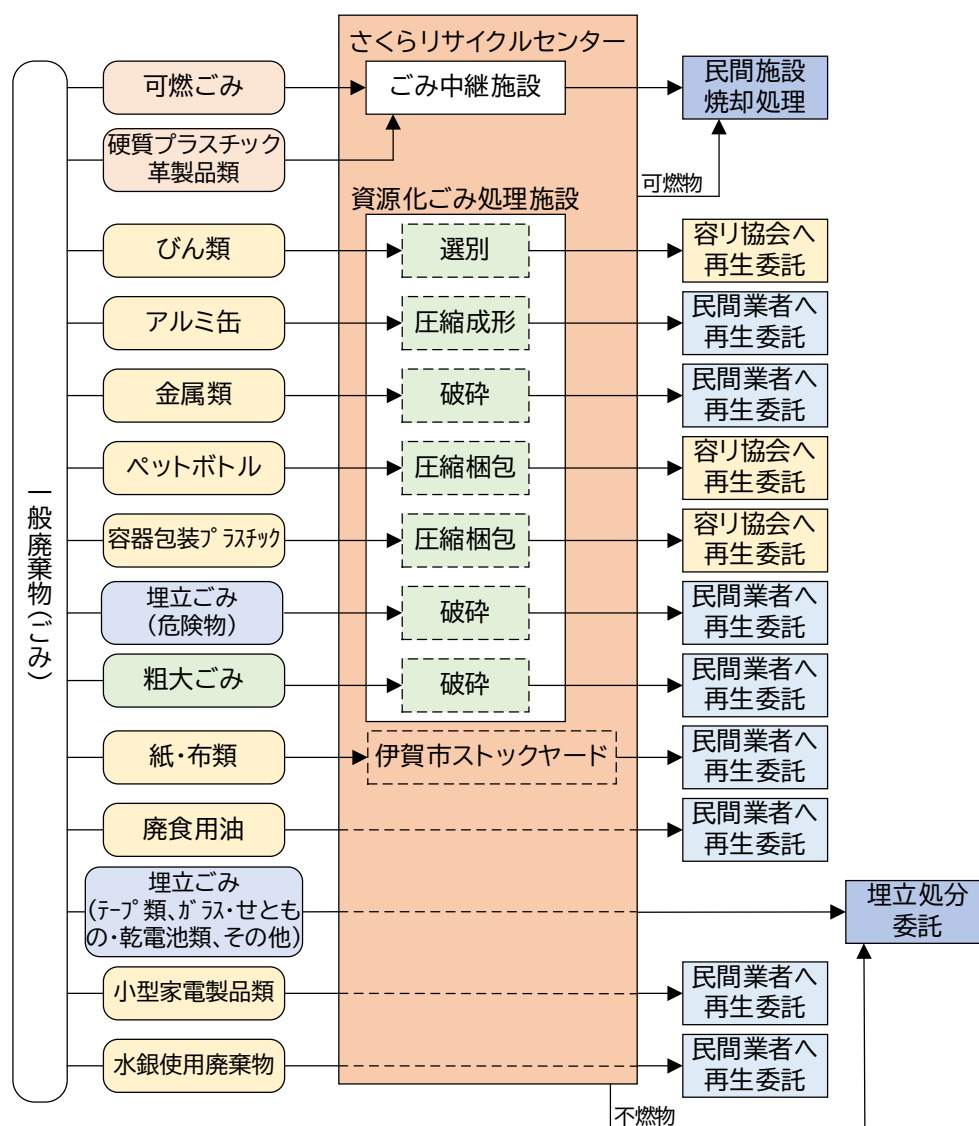 さくらリサイクルセンター
可燃ごみ
ごみ中継施設
民間施設
焼却処理
硬質プラスチック
革製品類
可燃物
資源化ごみ処理施設
びん類
選別
容リ協会へ
再生委託
アルミ缶
圧縮成形
民間業者へ
再生委託
金属類
破砕
民間業者へ
再生委託
ペットボトル
圧縮梱包
容リ協会へ
再生委託
容器包装プラスチック
圧縮梱包
容リ協会へ
再生委託
一般廃棄物(ごみ)
埋立ごみ
(危険物)
破砕
民間業者へ
再生委託
粗大ごみ
破砕
民間業者へ
再生委託
紙・布類
伊賀市ストックヤード
民間業者へ
再生委託
廃食用油
民間業者へ
再生委託
埋立ごみ
(テープ類、ガラス・せとも
の・乾電池類、その他)
埋立処分
委託
小型家電製品類
民間業者へ
再生委託
水銀使用廃棄物
民間業者へ
再生委託
不燃物